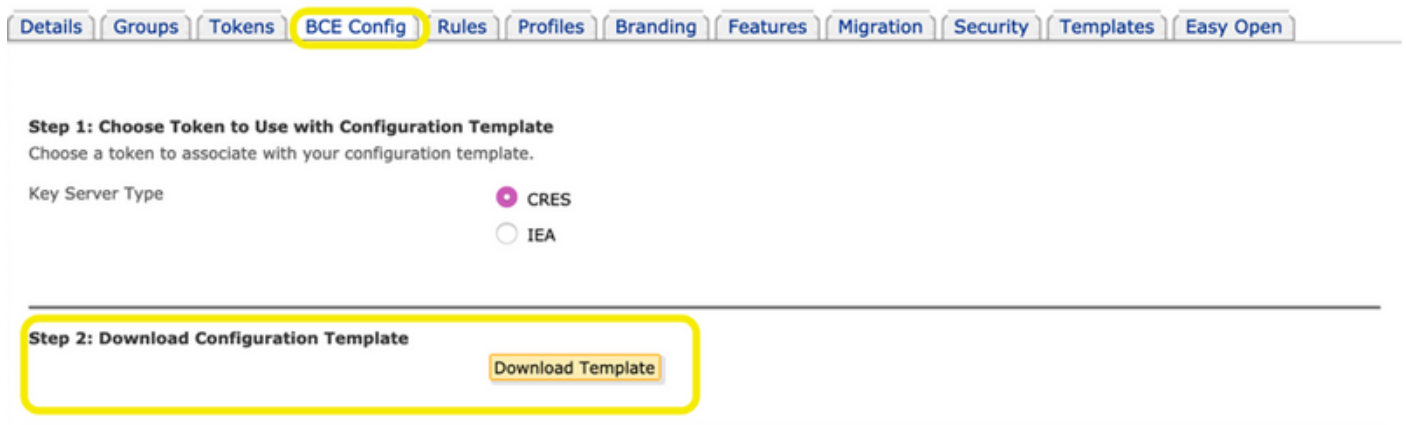 Details Groups Tokens BCE Config Rules Profiles Branding Features Migration Security Templates Easy Open
Step 1: Choose Token to Use with Configuration Template
Choose a token to associate with your configuration template.
Key Server Type
CRES
IEA
Step 2: Download Configuration Template
Download Template